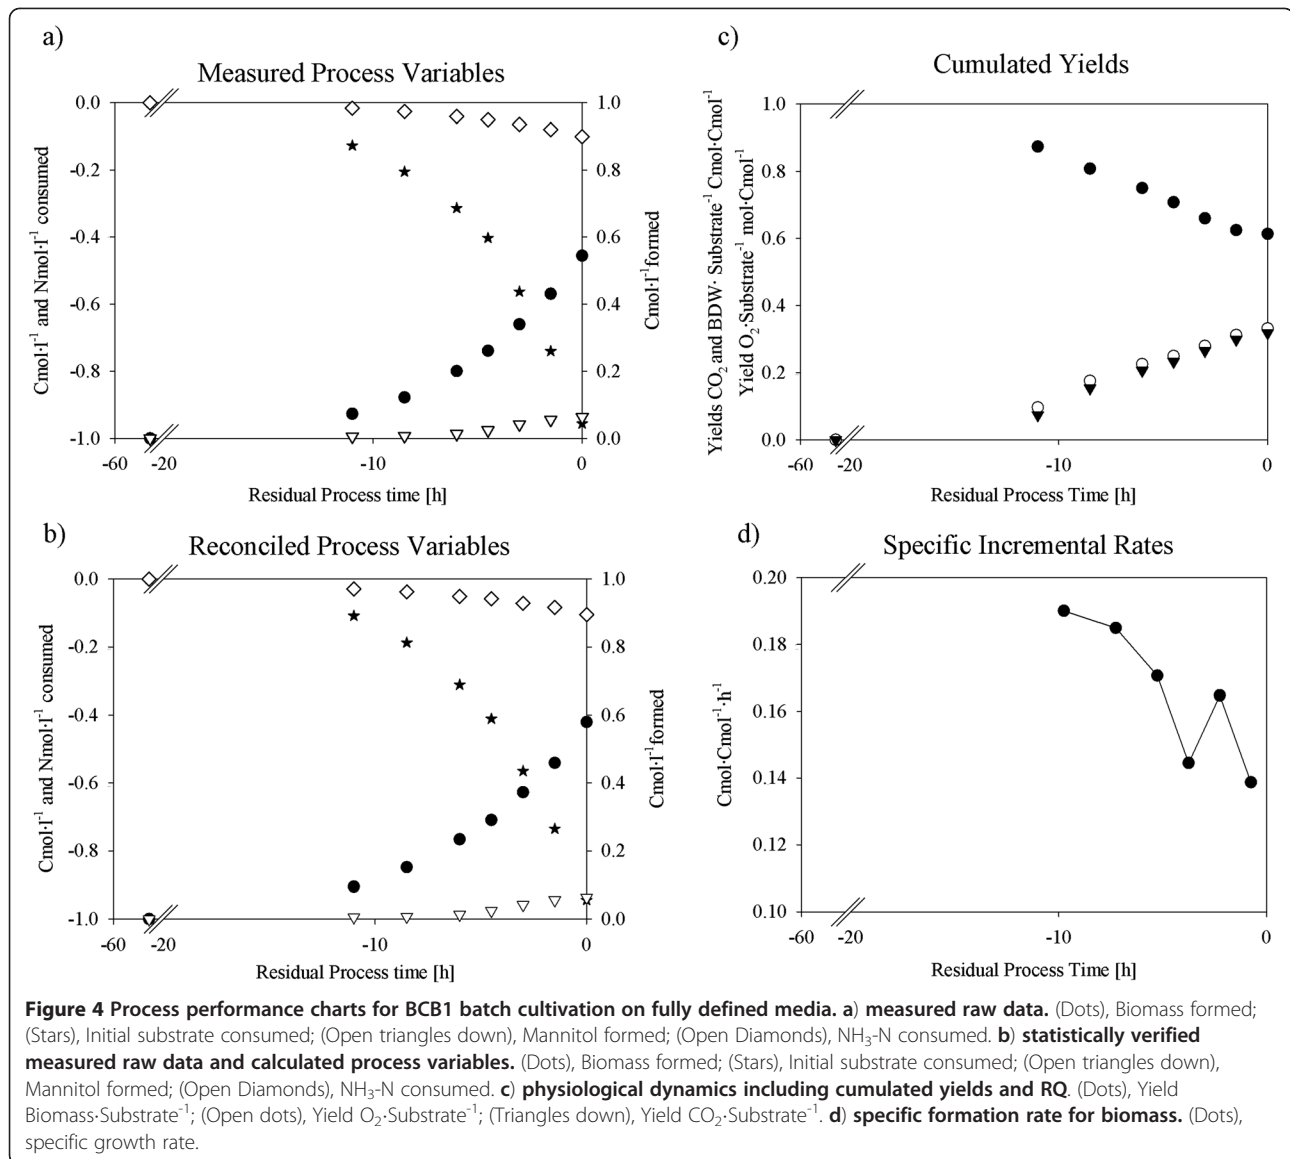 a)
Measured Process Variables
0.0
-0.2
-0.4
-0.6
-0.8
-1.0
1.0
0.8
0.6
0.4
0.2
0.0
Cmol·l⁻¹ and Nmol·l⁻¹ consumed
Cmol·l⁻¹formed
-60
-20
-10
0
Residual Process time [h]
b)
Reconciled Process Variables
0.0
-0.2
-0.4
-0.6
-0.8
-1.0
1.0
0.8
0.6
0.4
0.2
0.0
Cmol·l⁻¹ and Nmol·l⁻¹ consumed
Cmol·l⁻¹formed
-60
-20
-10
0
Residual Process time [h]
c)
Cumulated Yields
1.0
0.8
0.6
0.4
0.2
0.0
Yields CO₂ and BDW· Substrate⁻¹ Cmol·Cmol⁻¹
Yield O₂·Substrate⁻¹ mol·Cmol⁻¹
-60
-20
-10
0
Residual Process Time [h]
d)
Specific Incremental Rates
0.20
0.18
0.16
0.14
0.12
0.10
Cmol·Cmol⁻¹·h⁻¹
-60
-20
-10
0
Residual Process Time [h]
Figure 4 Process performance charts for BCB1 batch cultivation on fully defined media. a) measured raw data. (Dots), Biomass formed;
(Stars), Initial substrate consumed; (Open triangles down), Mannitol formed; (Open Diamonds), NH₃-N consumed. b) statistically verified
measured raw data and calculated process variables. (Dots), Biomass formed; (Stars), Initial substrate consumed; (Open triangles down),
Mannitol formed; (Open Diamonds), NH₃-N consumed. c) physiological dynamics including cumulated yields and RQ. (Dots), Yield
Biomass·Substrate⁻¹; (Open dots), Yield O₂·Substrate⁻¹; (Triangles down), Yield CO₂·Substrate⁻¹. d) specific formation rate for biomass. (Dots),
specific growth rate.